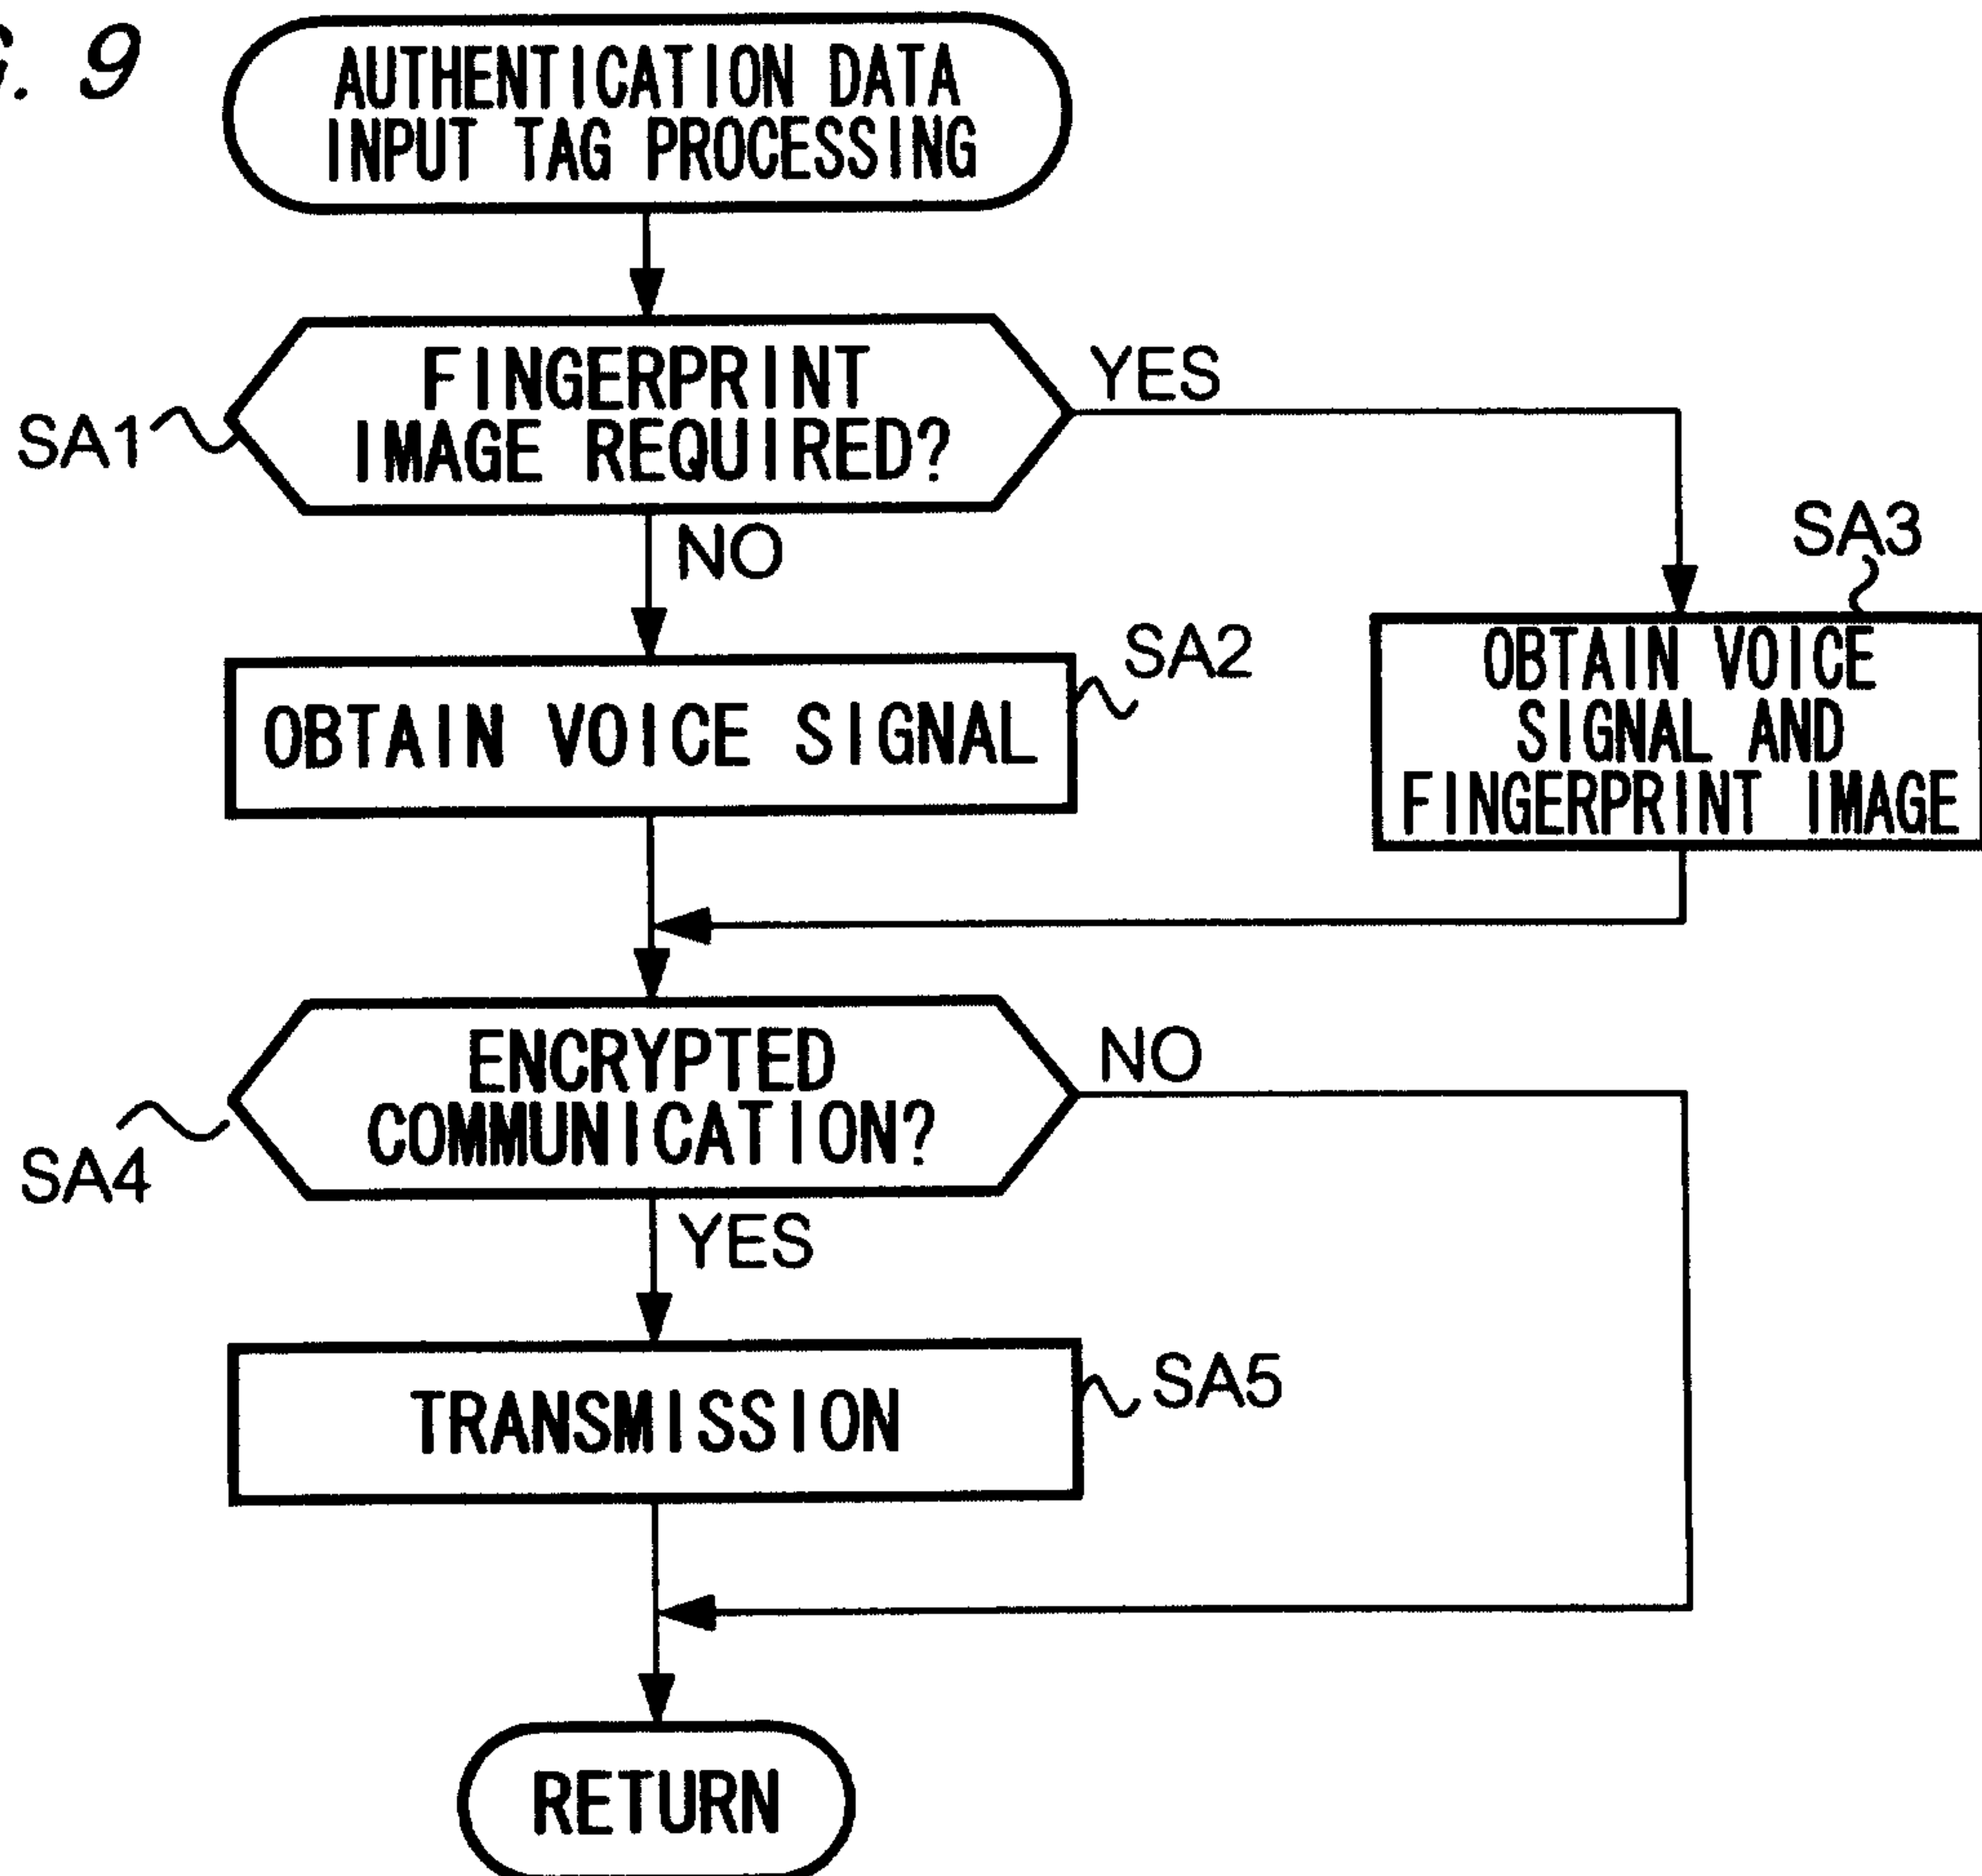 . 9
AUTHENTICATION DATA
INPUT TAG PROCESSING
FINGERPRINT
IMAGE REQUIRED?
YES
SA1
NO
SA3
OBTAIN VOICE
SIGNAL AND
FINGERPRINT IMAGE
SA2
OBTAIN VOICE SIGNAL
ENCRYPTED
COMMUNICATION?
NO
SA4
YES
TRANSMISSION
SA5
RETURN